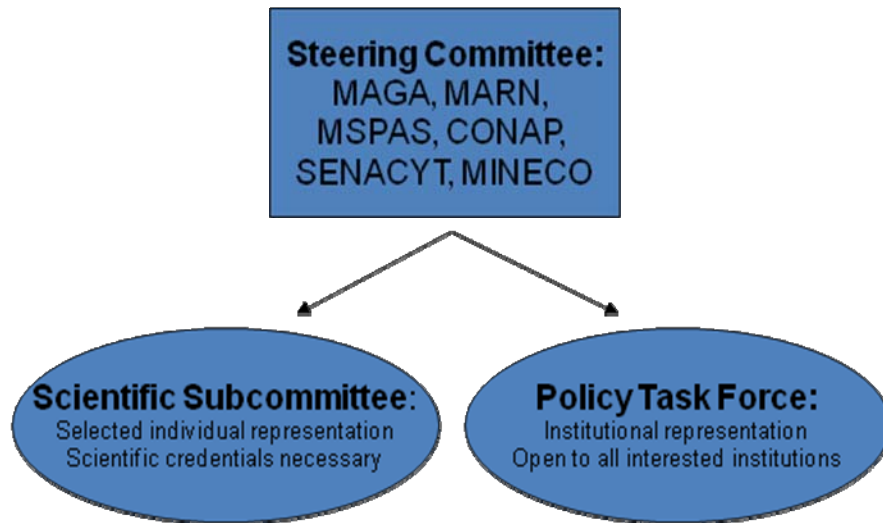 Steering Committee:
MAGA, MARN,
MSPAS, CONAP,
SENACYT, MINECO
Scientific Subcommittee:
Selected individual representation
Scientific credentials necessary
Policy Task Force:
Institutional representation
Open to all interested institutions